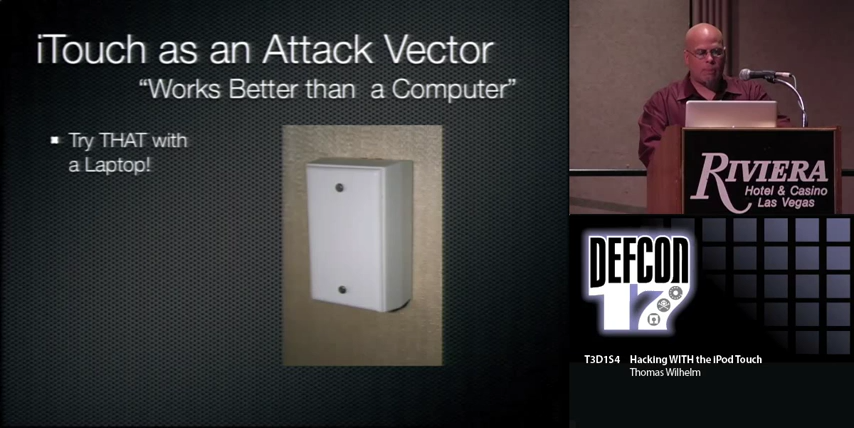 iTouch as an Attack Vector
“Works Better than a Computer”
Try THAT with
a Laptop!
RIVIERA
Hotel & Casino
Las Vegas
DEFCON
17
T3D1S4 Hacking WITH the iPod Touch
Thomas Wilhelm